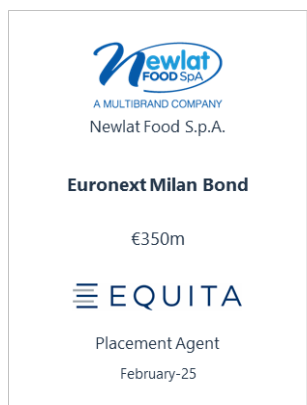 Newlat
FOOD SpA
A MULTIBRAND COMPANY
Newlat Food S.p.A.
Euronext Milan Bond
€350m
EQUITA
Placement Agent
February-25